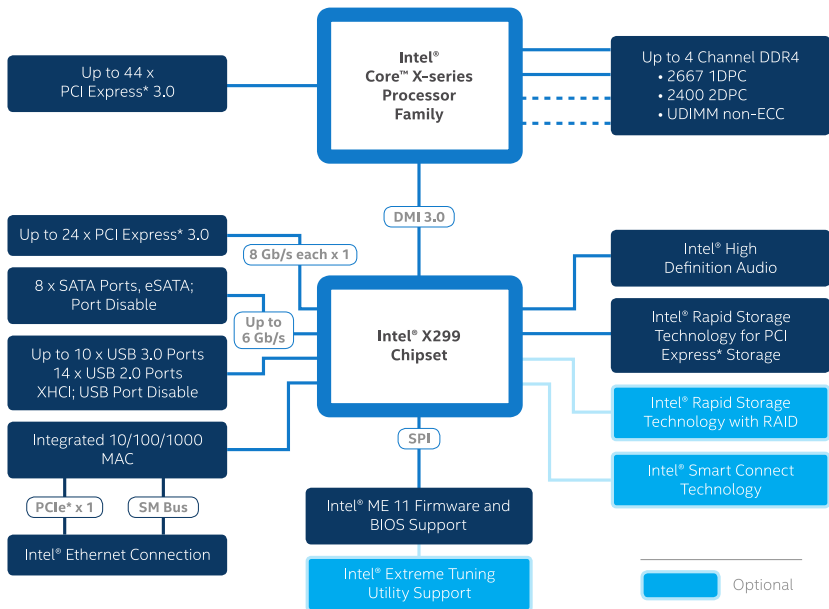 Intel® Core™ X-series Processor Family
Up to 44 x
PCI Express* 3.0
Up to 4 Channel DDR4
• 2667 1DPC
• 2400 2DPC
• UDIMM non-ECC
DMI 3.0
Up to 24 x PCI Express* 3.0
8 Gb/s each x 1
8 x SATA Ports, eSATA;
Port Disable
Up to
6 Gb/s
Up to 10 x USB 3.0 Ports
14 x USB 2.0 Ports
XHCI; USB Port Disable
Integrated 10/100/1000
MAC
PCIe* x 1
SM Bus
Intel® Ethernet Connection
Intel® X299
Chipset
Intel® High
Definition Audio
Intel® Rapid Storage
Technology for PCI
Express* Storage
Intel® Rapid Storage
Technology with RAID
Intel® Smart Connect
Technology
SPI
Intel® ME 11 Firmware and
BIOS Support
Intel® Extreme Tuning
Utility Support
Optional